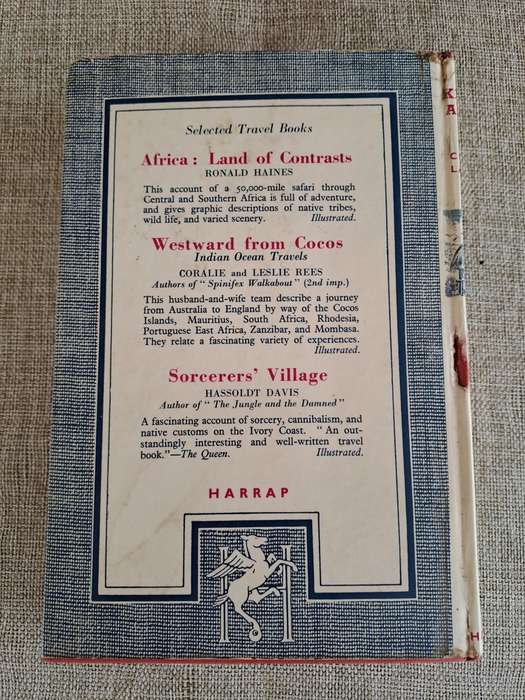 Selected Travel Books
Africa: Land of Contrasts
RONALD HAINES
This account of a 50,000-mile safari through
Central and Southern Africa is full of adventure,
and gives graphic descriptions of native tribes,
wild life, and varied scenery. Illustrated.
Westward from Cocos
Indian Ocean Travels
CORALIE and LESLIE REES
Authors of "Spinifex Walkabout" (2nd imp.)
This husband-and-wife team describe a journey
from Australia to England by way of the Cocos
Islands, Mauritius, South Africa, Rhodesia,
Portuguese East Africa, Zanzibar, and Mombasa.
They relate a fascinating variety of experiences.
Illustrated.
Sorcerers' Village
HASSOLDT DAVIS
Author of "The Jungle and the Damned"
A fascinating account of sorcery, cannibalism, and
native customs on the Ivory Coast. "An out-
standingly interesting and well-written travel
book."—The Queen. Illustrated.
HARRAP
H
K
A
C
L
H